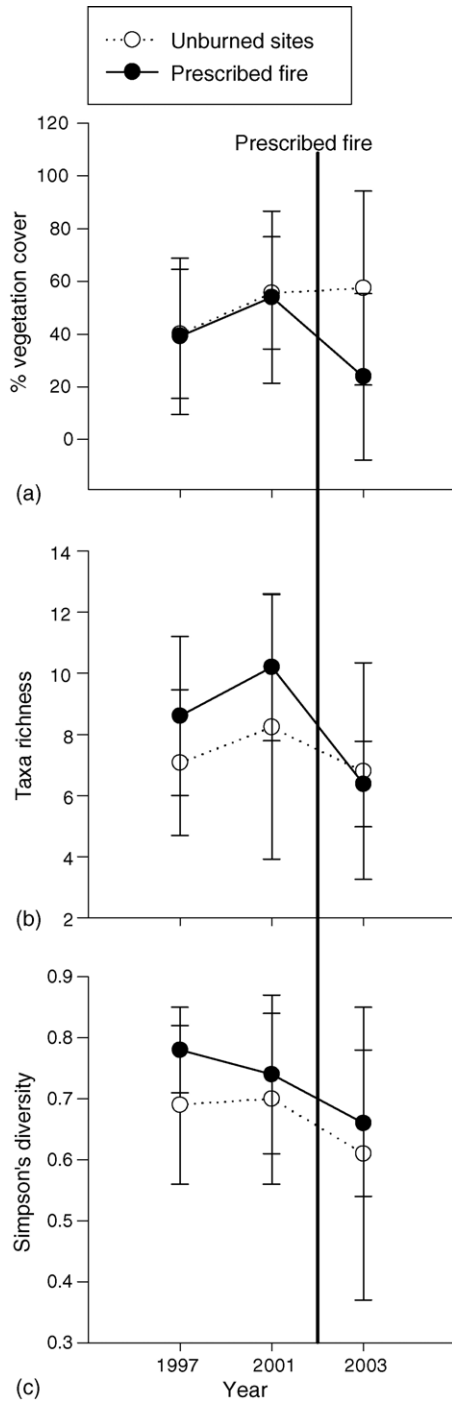 Unburned sites
Prescribed fire
Prescribed fire
120
100
80
60
40
20
0
% vegetation cover
(a)
14
12
10
8
6
4
2
Taxa richness
(b)
0.9
0.8
0.7
0.6
0.5
0.4
0.3
Simpson's diversity
1997 2001 2003
Year
(c)